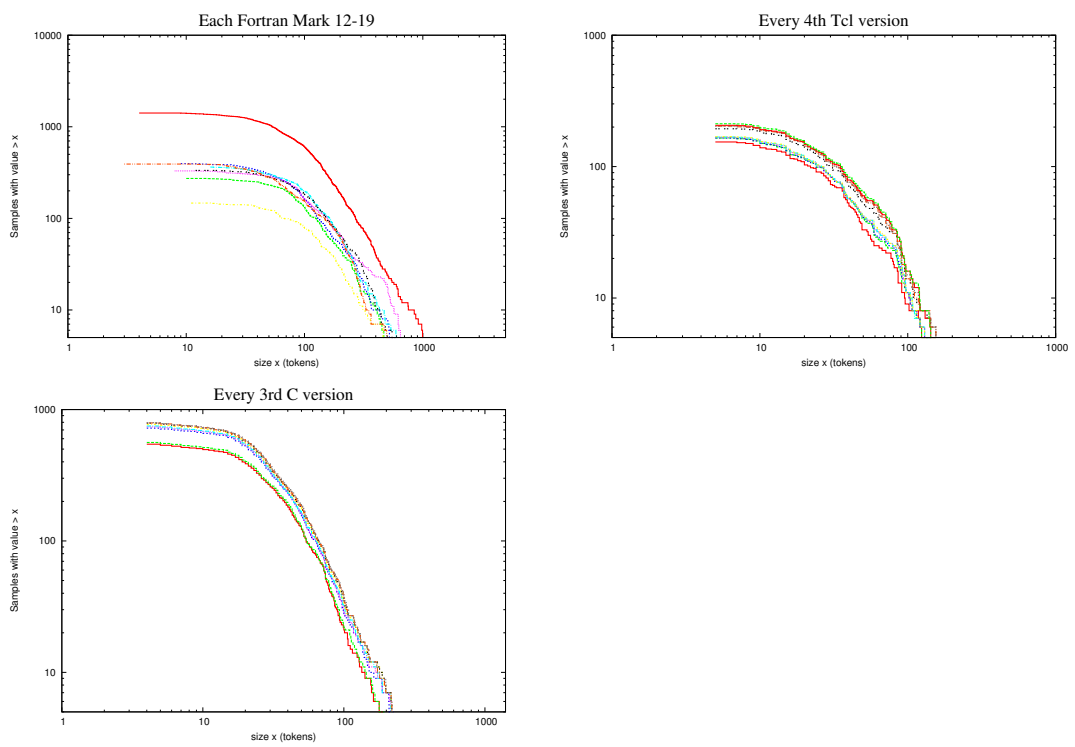 Each Fortran Mark 12-19
10000
1000
100
10
1
10
100
1000
Samples with value > x
size x (tokens)
Every 4th Tcl version
1000
100
10
1
10
100
1000
Samples with value > x
size x (tokens)
Every 3rd C version
1000
100
10
1
10
100
1000
Samples with value > x
size x (tokens)